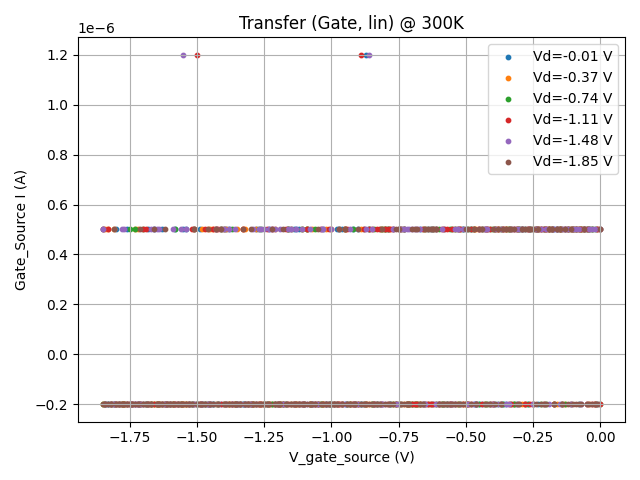 Transfer (Gate, lin) @ 300K
1e−6
Vd=-0.01 V
Vd=-0.37 V
Vd=-0.74 V
Vd=-1.11 V
Vd=-1.48 V
Vd=-1.85 V
Gate_Source I (A)
1.2
1.0
0.8
0.6
0.4
0.2
0.0
−0.2
−1.75 −1.50 −1.25 −1.00 −0.75 −0.50 −0.25 0.00
V_gate_source (V)